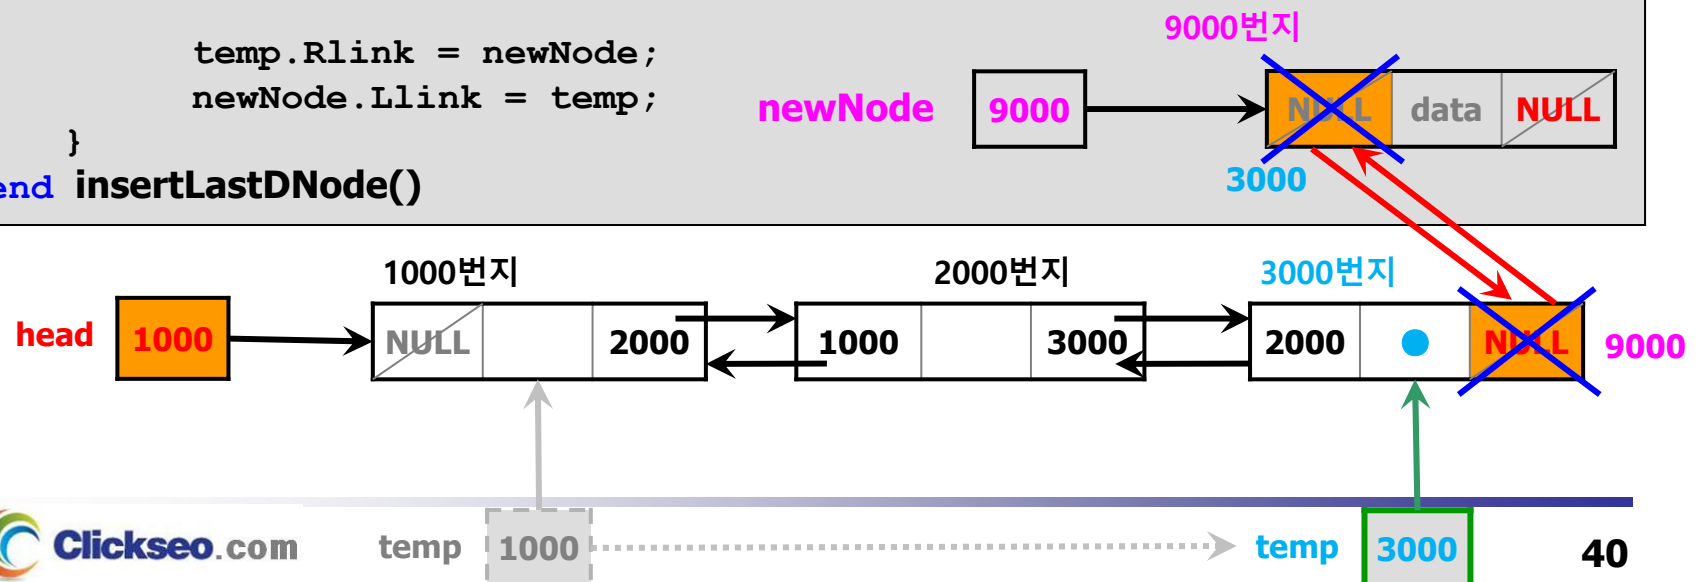 9000번지
temp.Rlink = newNode;
newNode.Llink = temp;
newNode 9000 NULL data NULL
}
3000
end insertLastDNode()
1000번지 2000번지 3000번지
head 1000 NULL 2000 1000 3000 2000 NULL 9000
Clickseo.com temp 1000 temp 3000 40